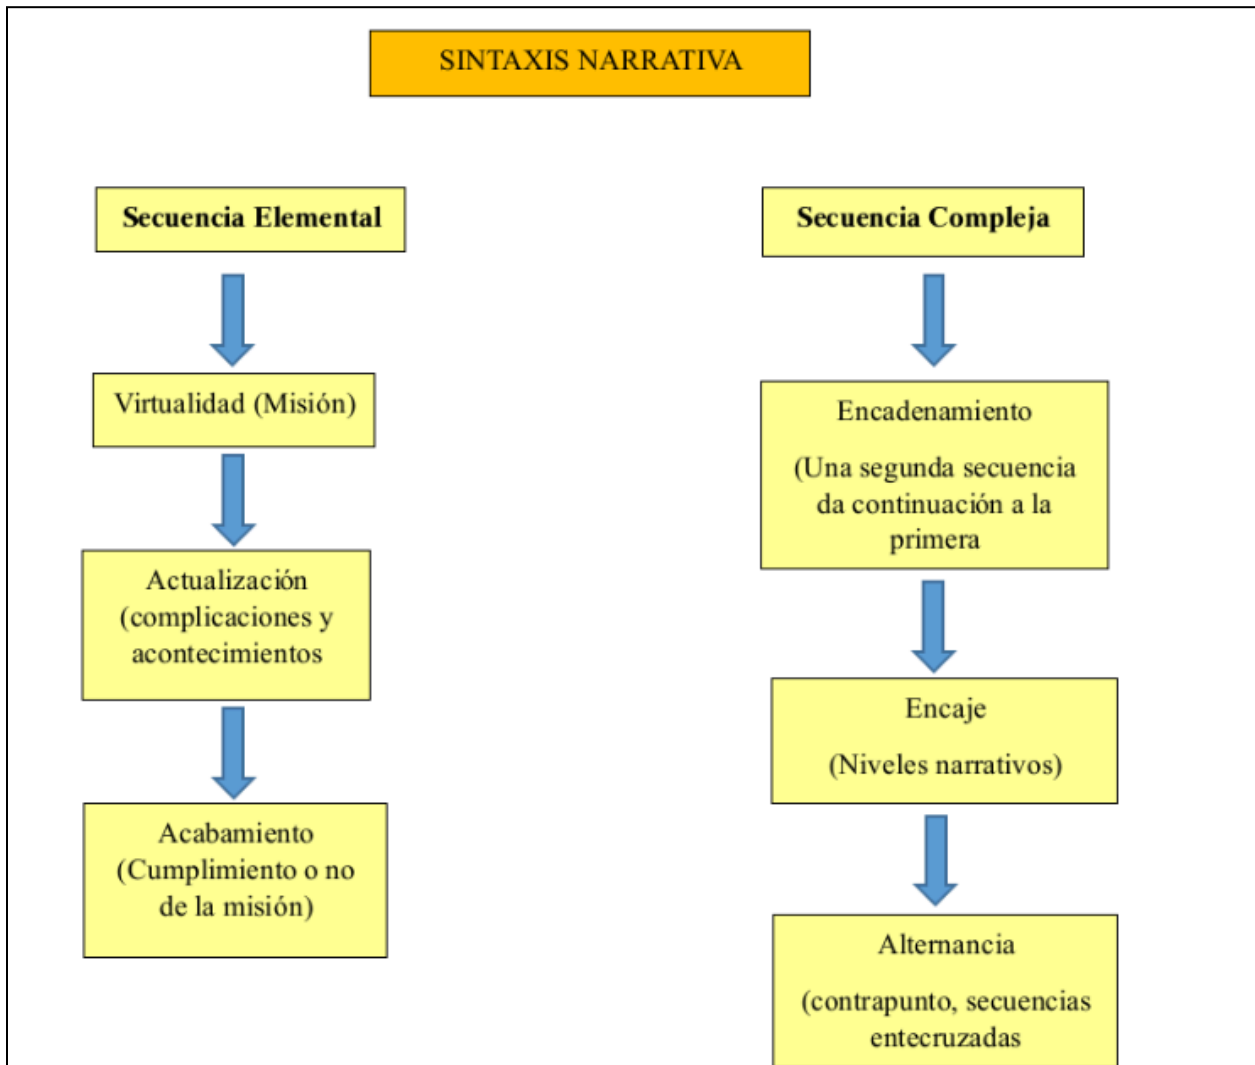 SINTAXIS NARRATIVA
Secuencia Elemental
Virtualidad (Misión)
Actualización
(complicaciones y
acontecimientos
Acabamiento
(Cumplimiento o no
de la misión)
Secuencia Compleja
Encadenamiento
(Una segunda secuencia
da continuación a la
primera
Encaje
(Niveles narrativos)
Alternancia
(contrapunto, secuencias
entecruzadas